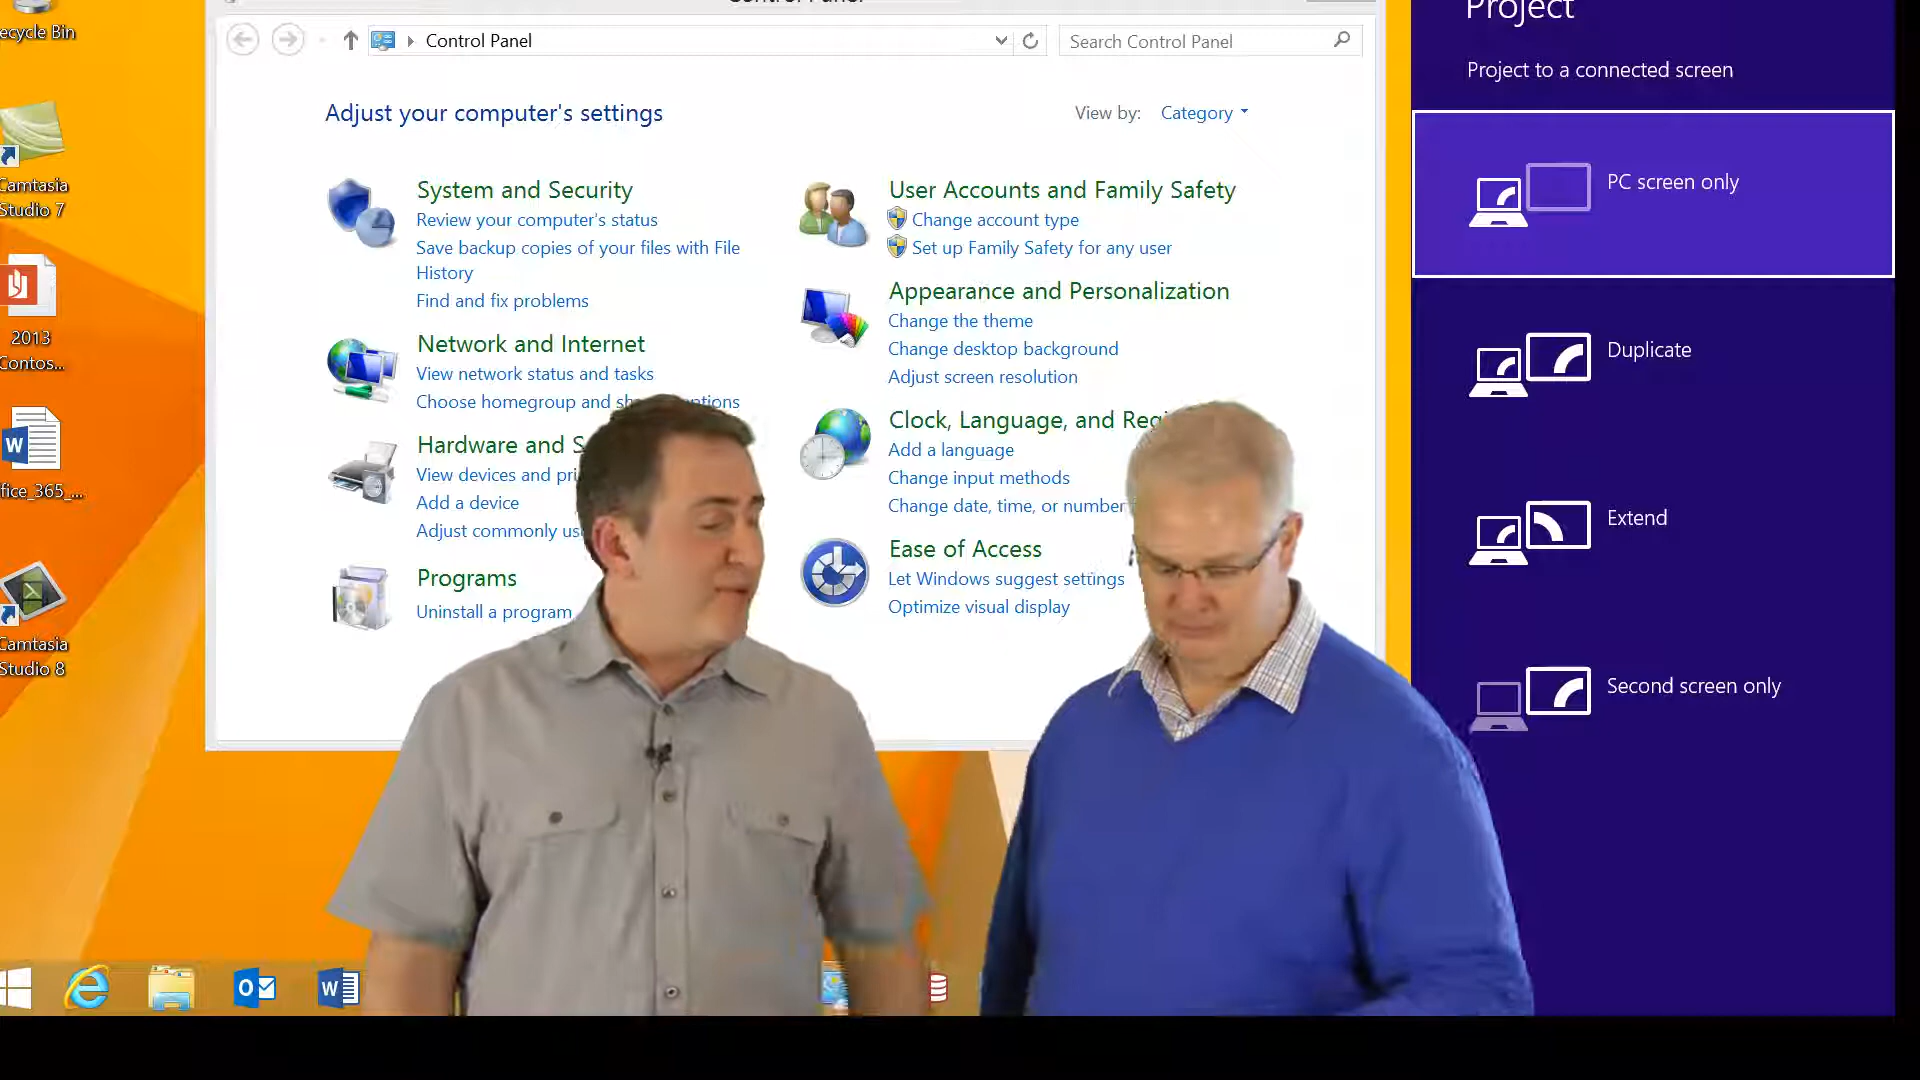 Control Panel
Project
ecycle Bin
Control Panel
Search Control Panel
Project to a connected screen
Adjust your computer's settings
View by:
Category
Camtasia
Studio 7
System and Security
Review your computer's status
Save backup copies of your files with File
History
Find and fix problems
Network and Internet
View network status and tasks
Choose homegroup and sh
ptions
Hardware and S
View devices and pri
Add a device
Adjust commonly us
Programs
Uninstall a program
User Accounts and Family Safety
Change account type
Set up Family Safety for any user
Appearance and Personalization
Change the theme
Change desktop background
Adjust screen resolution
Clock, Language, and Regi
Add a language
Change input methods
Change date, time, or number
Ease of Access
Let Windows suggest settings
Optimize visual display
PC screen only
Duplicate
Extend
Second screen only
2013
Contos...
W
fice_365_...
Camtasia
Studio 8
W